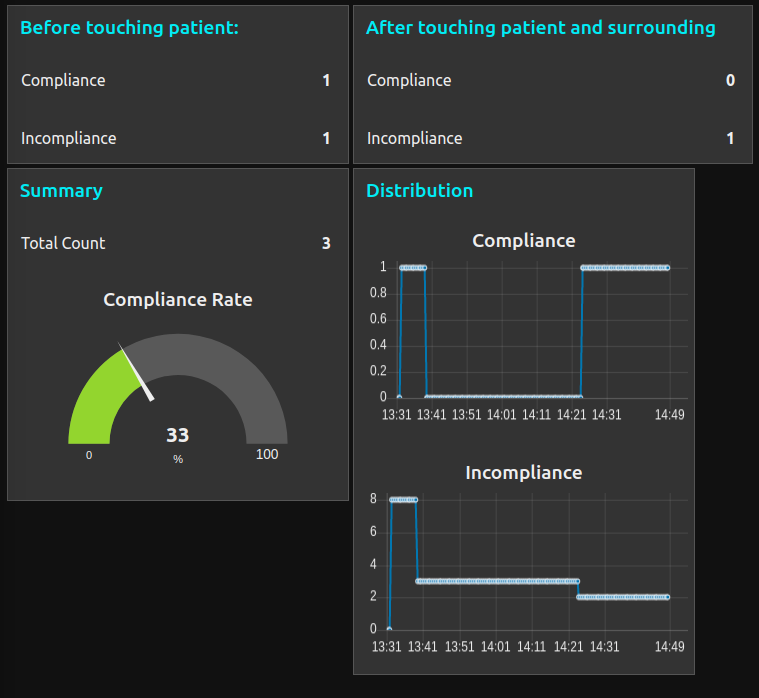 Before touching patient:
Compliance 1
Incompliance 1
After touching patient and surrounding
Compliance 0
Incompliance 1
Summary
Total Count 3
Compliance Rate
33
0 % 100
Distribution
Compliance
1
0.8
0.6
0.4
0.2
0
13:31 13:41 13:51 14:01 14:11 14:21 14:31 14:49
Incompliance
8
6
4
2
0
13:31 13:41 13:51 14:01 14:11 14:21 14:31 14:49